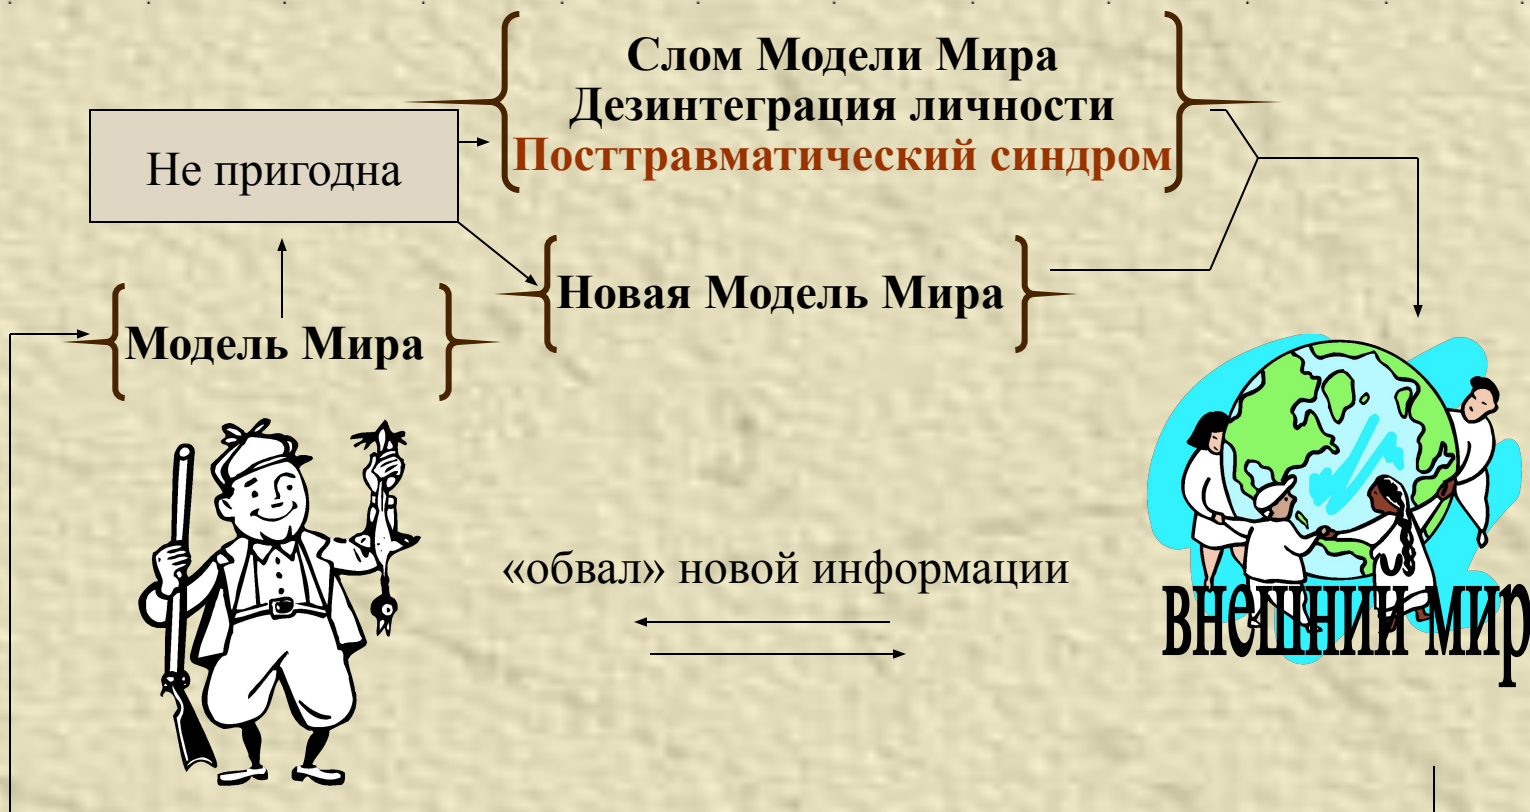 Слом Модели Мира
Дезинтеграция личности
Посттравматический синдром
Не пригодна
Новая Модель Мира
Модель Мира
«обвал» новой информации
внешний мир